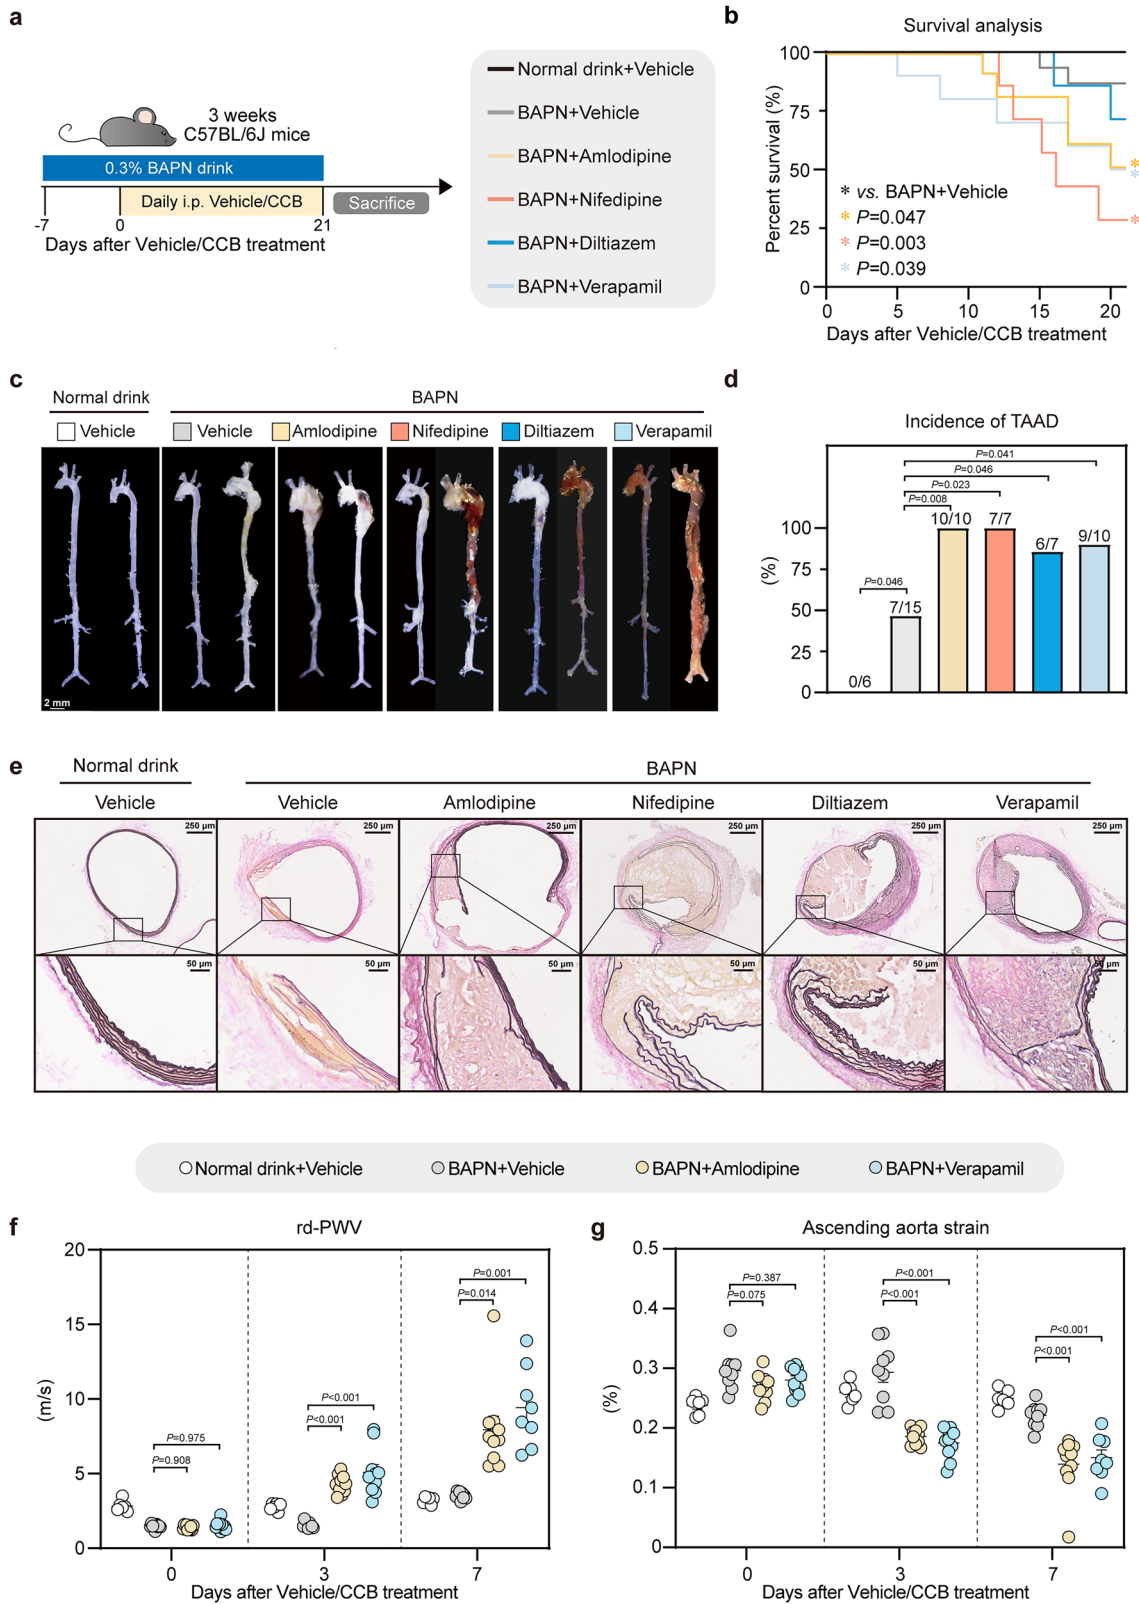 a
3 weeks
C57BL/6J mice
0.3% BAPN drink
Daily i.p. Vehicle/CCB
Sacrifice
-7 0 21
Days after Vehicle/CCB treatment
Normal drink+Vehicle
BAPN+Vehicle
BAPN+Amlodipine
BAPN+Nifedipine
BAPN+Diltiazem
BAPN+Verapamil
b
Survival analysis
Percent survival (%)
100
75
50
25
0
* vs. BAPN+Vehicle
* P=0.047
* P=0.003
* P=0.039
*
*
*
0 5 10 15 20
Days after Vehicle/CCB treatment
c
Normal drink BAPN
Vehicle Vehicle Amlodipine Nifedipine Diltiazem Verapamil
2 mm
d
Incidence of TAAD
(%)
100
75
50
25
0
P=0.041
P=0.046
P=0.023
P=0.008
P=0.046
0/6 7/15 10/10 7/7 6/7 9/10
e
Normal drink BAPN
Vehicle Vehicle Amlodipine Nifedipine Diltiazem Verapamil
250 μm 250 μm 250 μm 250 μm 250 μm 250 μm
50 μm 50 μm 50 μm 50 μm 50 μm 50 μm
Normal drink+Vehicle BAPN+Vehicle BAPN+Amlodipine BAPN+Verapamil
f
rd-PWV
(m/s)
20
15
10
5
0
P=0.975
P=0.908
P<0.001
P<0.001
P=0.001
P=0.014
0 3 7
Days after Vehicle/CCB treatment
g
Ascending aorta strain
(%)
0.5
0.4
0.3
0.2
0.1
0
P=0.387
P=0.075
P<0.001
P<0.001
P<0.001
P<0.001
0 3 7
Days after Vehicle/CCB treatment